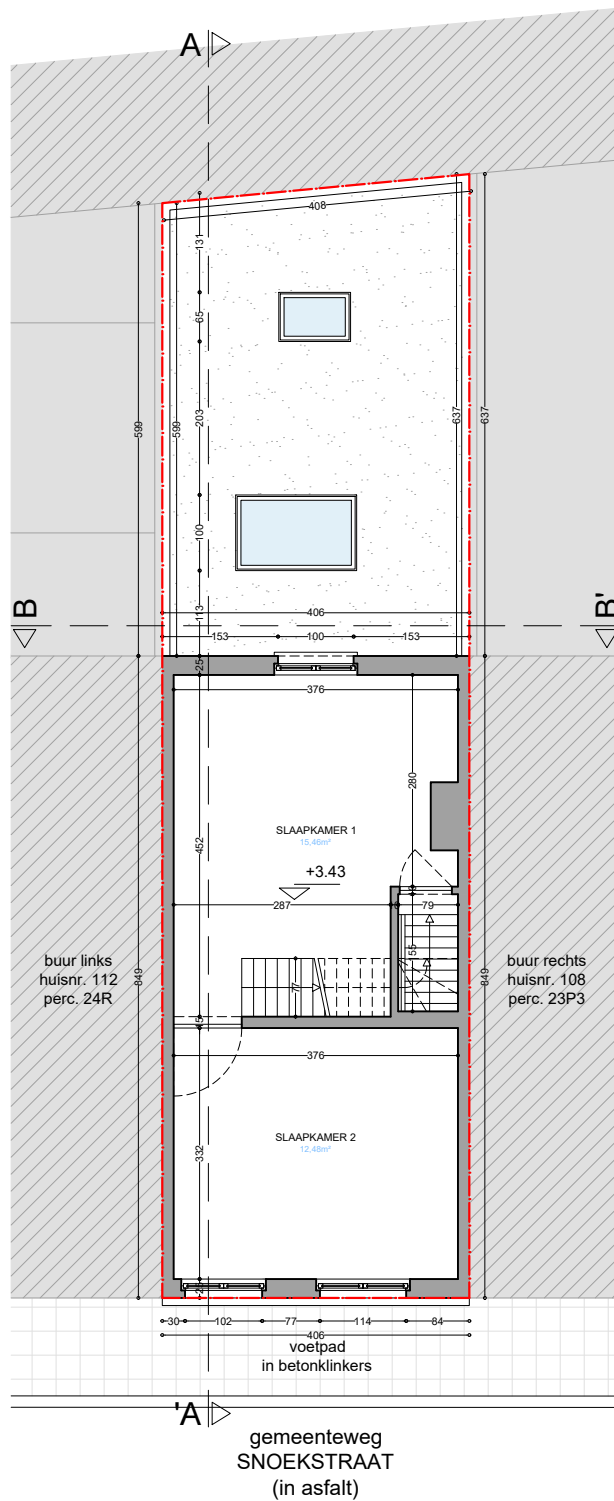 A
408
131
65
599
599
203
637
637
100
113
B
B'
406
153
100
153
25
376
280
SLAAPKAMER 1
15,46m²
452
+3.43
287
79
buur links
huisnr. 112
perc. 24R
849
55
77
buur rechts
huisnr. 108
perc. 23P3
849
15
376
SLAAPKAMER 2
12,48m²
332
25
30
102
77
114
84
406
voetpad
in betonklinkers
'A
gemeenteweg
SNOEKSTRAAT
(in asfalt)